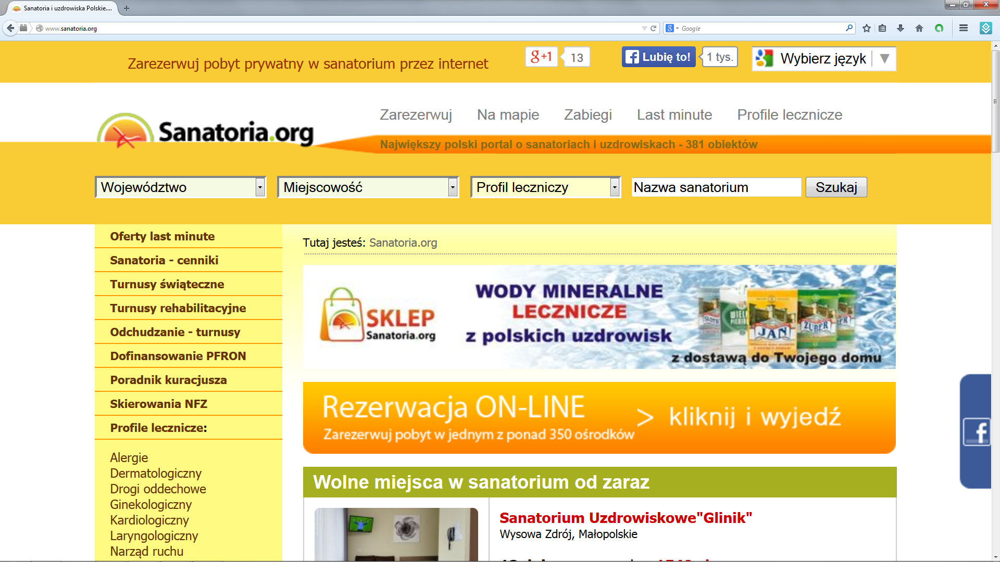 Sanatoria i uzdrowiska Polskie....
www.sanatoria.org
Google
Zarezerwuj pobyt prywatny w sanatorium przez internet
g+1
13
Lubię to!
1 tys.
Wybierz język
Sanatoria.org
Zarezerwuj
Na mapie
Zabiegi
Last minute
Profile lecznicze
Największy polski portal o sanatoriach i uzdrowiskach - 381 obiektów
Województwo
Miejscowość
Profil leczniczy
Nazwa sanatorium
Szukaj
Oferty last minute
Sanatoria - cenniki
Turnusy świąteczne
Turnusy rehabilitacyjne
Odchudzanie - turnusy
Dofinansowanie PFRON
Poradnik kuracjusza
Skierowania NFZ
Profile lecznicze:
Alergie
Dermatologiczny
Drogi oddechowe
Ginekologiczny
Kardiologiczny
Laryngologiczny
Narząd ruchu
Tutaj jesteś: Sanatoria.org
SKLEP
Sanatoria.org
WODY MINERALNE
LECZNICZE
z polskich uzdrowisk
JAN
ZUBER
z dostawą do Twojego domu
Rezerwacja ON-LINE
Zarezerwuj pobyt w jednym z ponad 350 ośrodków
> kliknij i wyjedź
Wolne miejsca w sanatorium od zaraz
Sanatorium Uzdrowiskowe"Glinik"
Wysowa Zdrój, Małopolskie